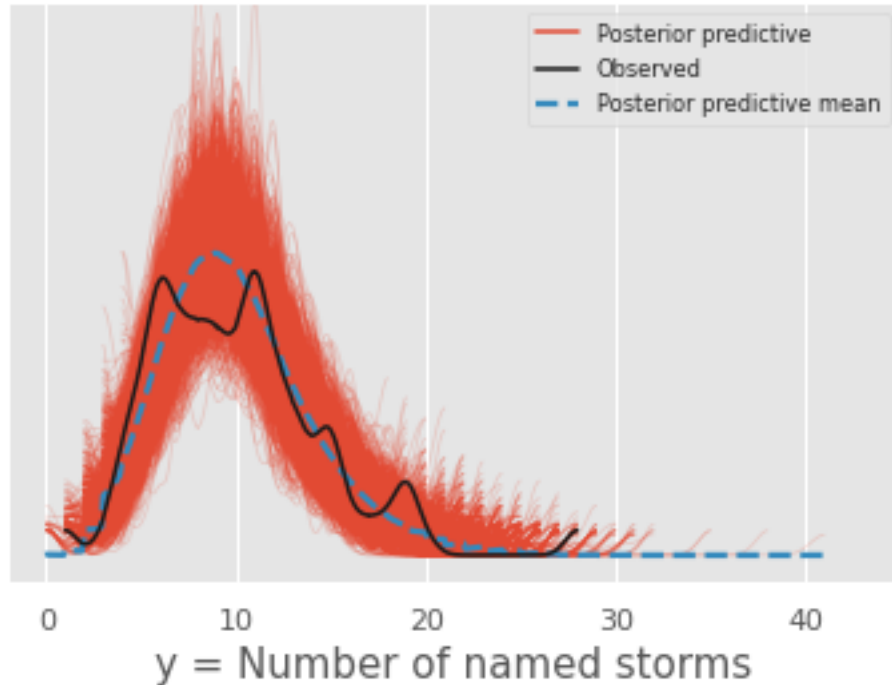 Posterior predictive
Observed
Posterior predictive mean
0 10 20 30 40
y = Number of named storms